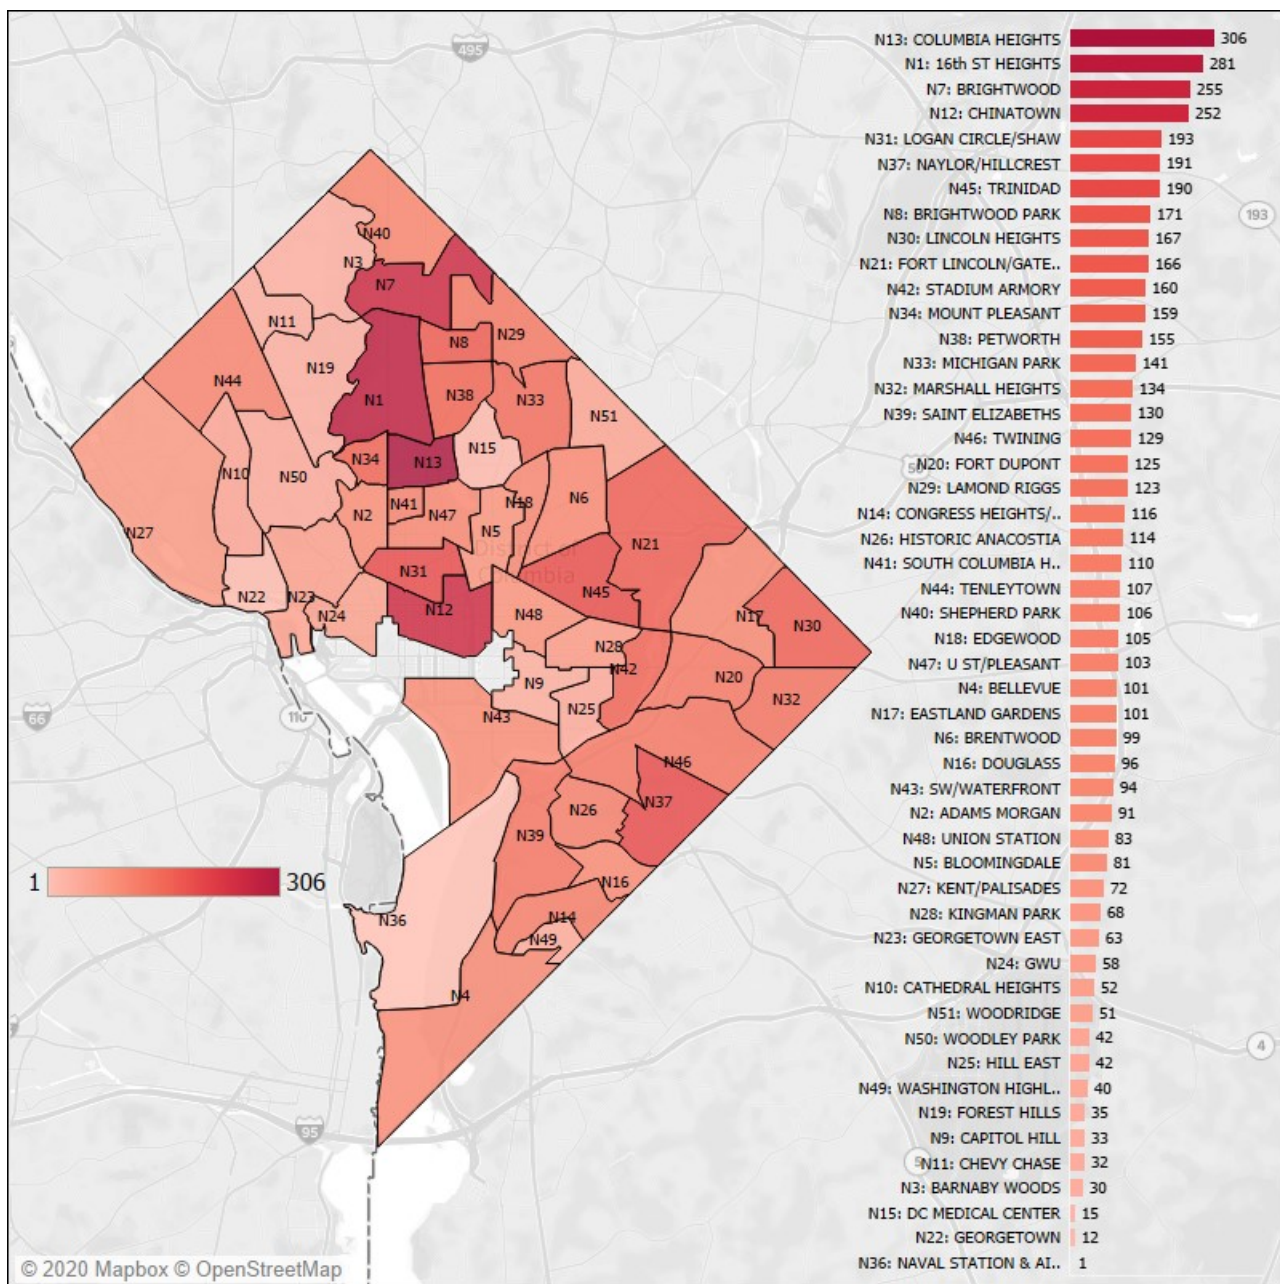 495
193
50
66
110
95
4
5
N40
N3
N7
N11
N29
N8
N19
N44
N1
N38
N33
N51
N15
N34
N13
N10
N50
N6
N41
N18
N2
N47
N5
N27
N21
District of
Columbia
N31
N45
N22
N23
N12
N24
N48
N17
N30
N28
N42
N20
N9
N32
N25
N43
N46
N37
N26
N39
N16
N36
N14
N49
N4
1 306
N13: COLUMBIA HEIGHTS 306
N1: 16th ST HEIGHTS 281
N7: BRIGHTWOOD 255
N12: CHINATOWN 252
N31: LOGAN CIRCLE/SHAW 193
N37: NAYLOR/HILLCREST 191
N45: TRINIDAD 190
N8: BRIGHTWOOD PARK 171
N30: LINCOLN HEIGHTS 167
N21: FORT LINCOLN/GATE.. 166
N42: STADIUM ARMORY 160
N34: MOUNT PLEASANT 159
N38: PETWORTH 155
N33: MICHIGAN PARK 141
N32: MARSHALL HEIGHTS 134
N39: SAINT ELIZABETHS 130
N46: TWINING 129
N20: FORT DUPONT 125
N29: LAMOND RIGGS 123
N14: CONGRESS HEIGHTS/.. 116
N26: HISTORIC ANACOSTIA 114
N41: SOUTH COLUMBIA H.. 110
N44: TENLEYTOWN 107
N40: SHEPHERD PARK 106
N18: EDGEWOOD 105
N47: U ST/PLEASANT 103
N4: BELLEVUE 101
N17: EASTLAND GARDENS 101
N6: BRENTWOOD 99
N16: DOUGLASS 96
N43: SW/WATERFRONT 94
N2: ADAMS MORGAN 91
N48: UNION STATION 83
N5: BLOOMINGDALE 81
N27: KENT/PALISADES 72
N28: KINGMAN PARK 68
N23: GEORGETOWN EAST 63
N24: GWU 58
N10: CATHEDRAL HEIGHTS 52
N51: WOODRIDGE 51
N50: WOODLEY PARK 42
N25: HILL EAST 42
N49: WASHINGTON HIGHL.. 40
N19: FOREST HILLS 35
N9: CAPITOL HILL 33
N11: CHEVY CHASE 32
N3: BARNABY WOODS 30
N15: DC MEDICAL CENTER 15
N22: GEORGETOWN 12
N36: NAVAL STATION & AI.. 1
© 2020 Mapbox © OpenStreetMap